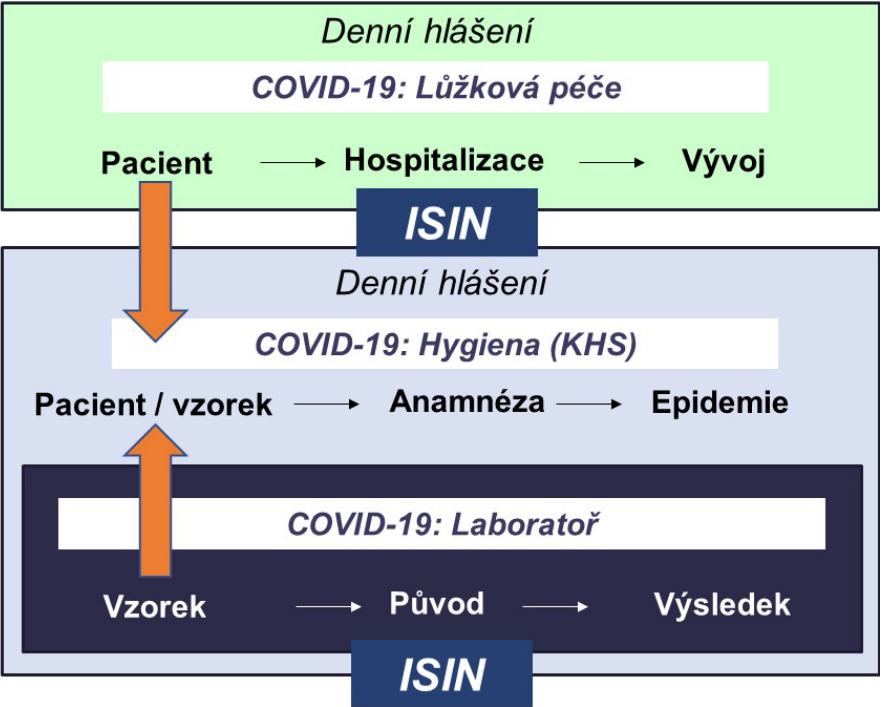 Denní hlášení
COVID-19: Lůžková péče
Pacient Hospitalizace Vývoj
ISIN
Denní hlášení
COVID-19: Hygiena (KHS)
Pacient / vzorek Anamnéza Epidemie
COVID-19: Laboratoř
Vzorek Původ Výsledek
ISIN